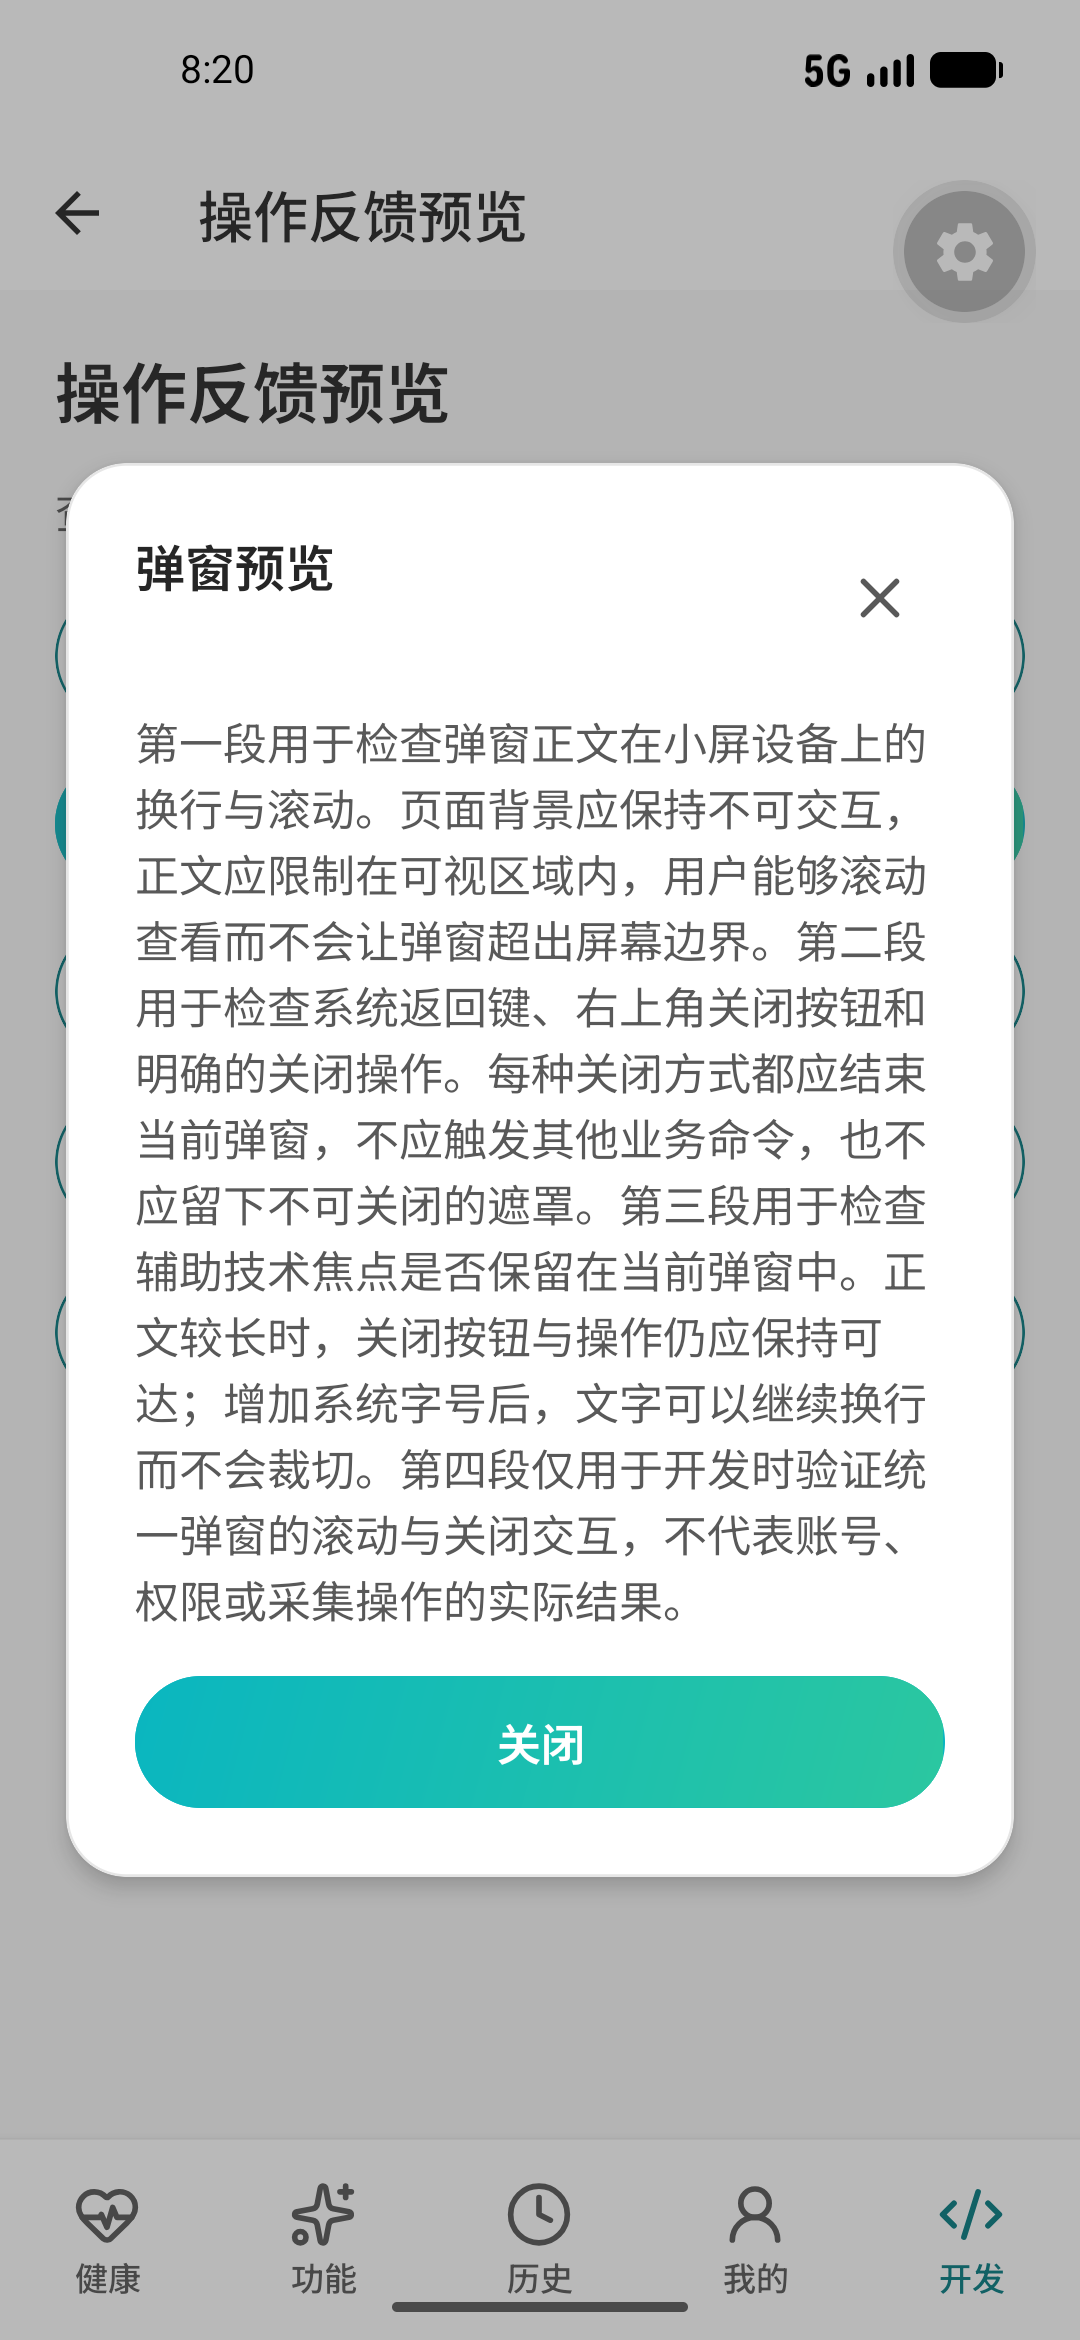 8:20
5G
操作反馈预览
操作反馈预览
弹窗预览
第一段用于检查弹窗正文在小屏设备上的
换行与滚动。页面背景应保持不可交互，
正文应限制在可视区域内，用户能够滚动
查看而不会让弹窗超出屏幕边界。第二段
用于检查系统返回键、右上角关闭按钮和
明确的关闭操作。每种关闭方式都应结束
当前弹窗，不应触发其他业务命令，也不
应留下不可关闭的遮罩。第三段用于检查
辅助技术焦点是否保留在当前弹窗中。正
文较长时，关闭按钮与操作仍应保持可
达；增加系统字号后，文字可以继续换行
而不会裁切。第四段仅用于开发时验证统
一弹窗的滚动与关闭交互，不代表账号、
权限或采集操作的实际结果。
关闭
健康
功能
历史
我的
开发